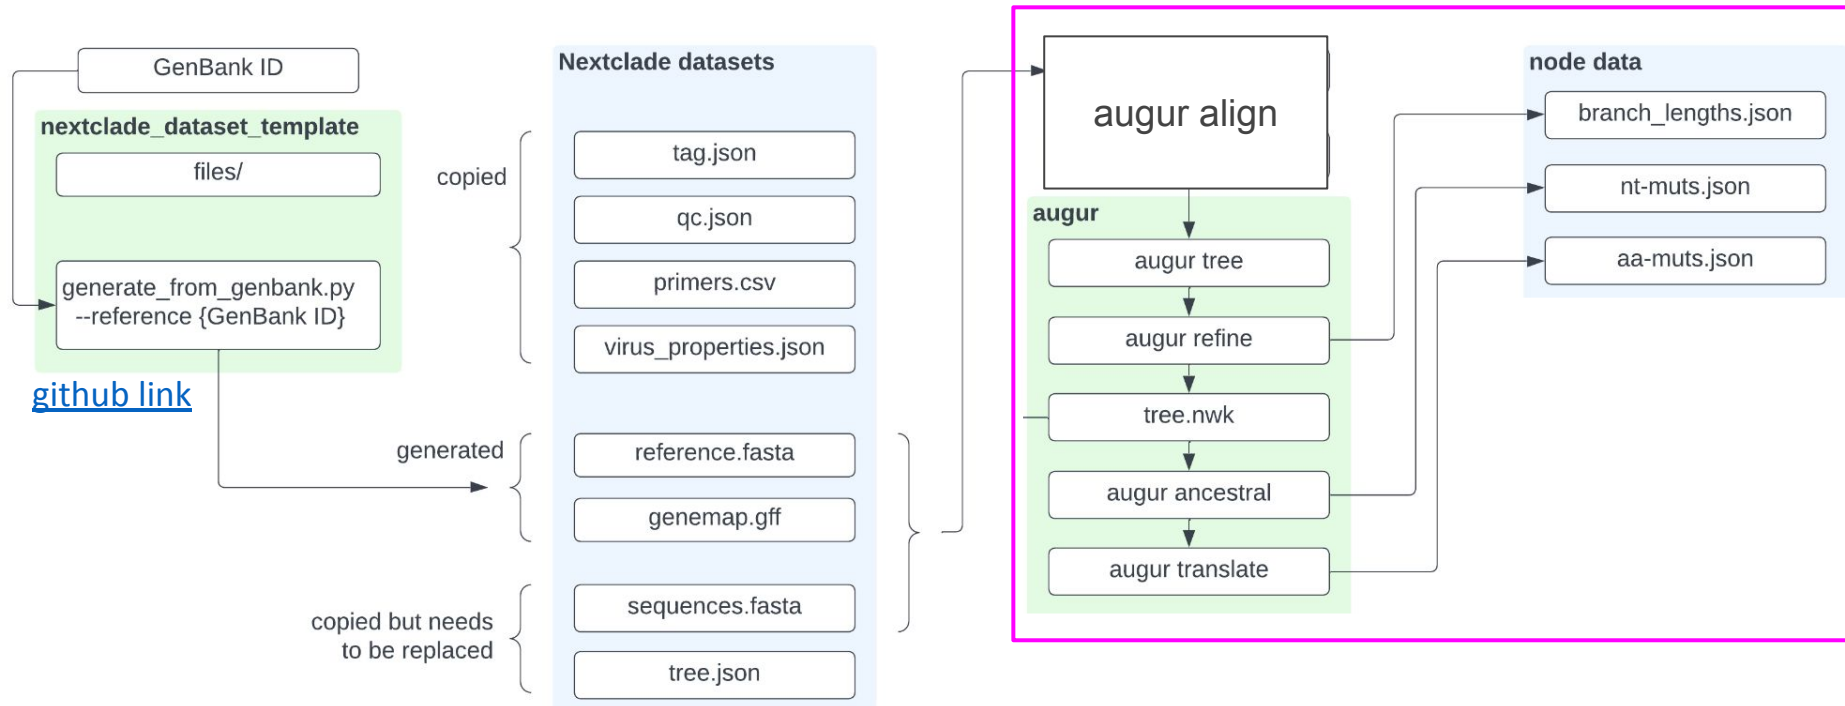 GenBank ID
nextclade_dataset_template
files/
generate_from_genbank.py
--reference {GenBank ID}
github link
copied
generated
copied but needs
to be replaced
Nextclade datasets
tag.json
qc.json
primers.csv
virus_properties.json
reference.fasta
genemap.gff
sequences.fasta
tree.json
augur align
augur
augur tree
augur refine
tree.nwk
augur ancestral
augur translate
node data
branch_lengths.json
nt-muts.json
aa-muts.json